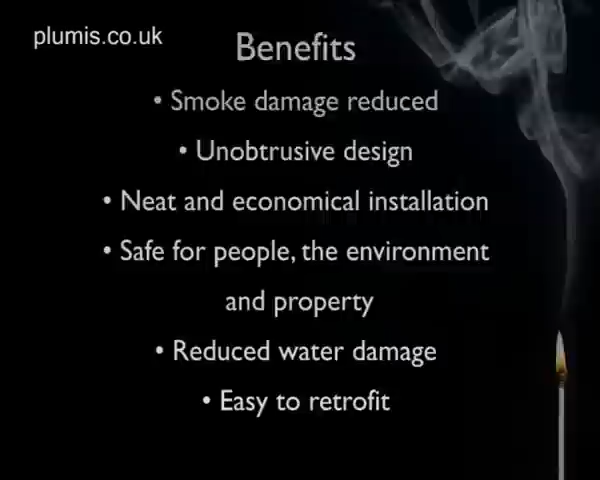 plumis.co.uk
Benefits
• Smoke damage reduced
• Unobtrusive design
• Neat and economical installation
• Safe for people, the environment
and property
• Reduced water damage
• Easy to retrofit